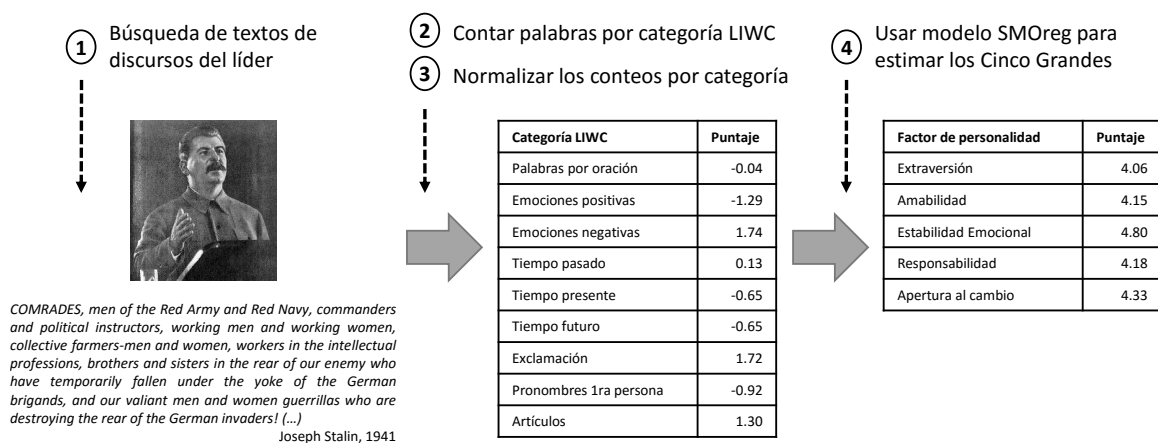 1
Búsqueda de textos de
discursos del líder
COMRADES, men of the Red Army and Red Navy, commanders
and political instructors, working men and working women,
collective farmers-men and women, workers in the intellectual
professions, brothers and sisters in the rear of our enemy who
have temporarily fallen under the yoke of the German
brigands, and our valiant men and women guerrillas who are
destroying the rear of the German invaders! (...)
Joseph Stalin, 1941
2 Contar palabras por categoría LIWC
3 Normalizar los conteos por categoría
Categoría LIWC Puntaje
Palabras por oración -0.04
Emociones positivas -1.29
Emociones negativas 1.74
Tiempo pasado 0.13
Tiempo presente -0.65
Tiempo futuro -0.65
Exclamación 1.72
Pronombres 1ra persona -0.92
Artículos 1.30
4
Usar modelo SMOreg para
estimar los Cinco Grandes
Factor de personalidad Puntaje
Extraversión 4.06
Amabilidad 4.15
Estabilidad Emocional 4.80
Responsabilidad 4.18
Apertura al cambio 4.33